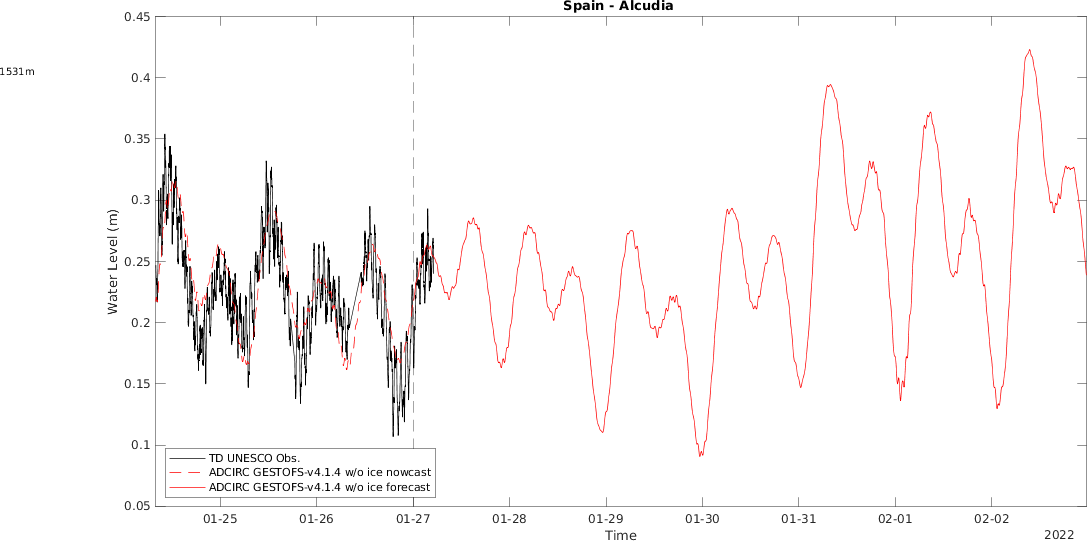 Spain - Alcudia
1531m
0.45
0.4
0.35
0.3
0.25
0.2
0.15
0.1
0.05
Water Level (m)
TD UNESCO Obs.
ADCIRC GESTOFS-v4.1.4 w/o ice nowcast
ADCIRC GESTOFS-v4.1.4 w/o ice forecast
01-25 01-26 01-27 01-28 01-29 01-30 01-31 02-01 02-02
Time
2022